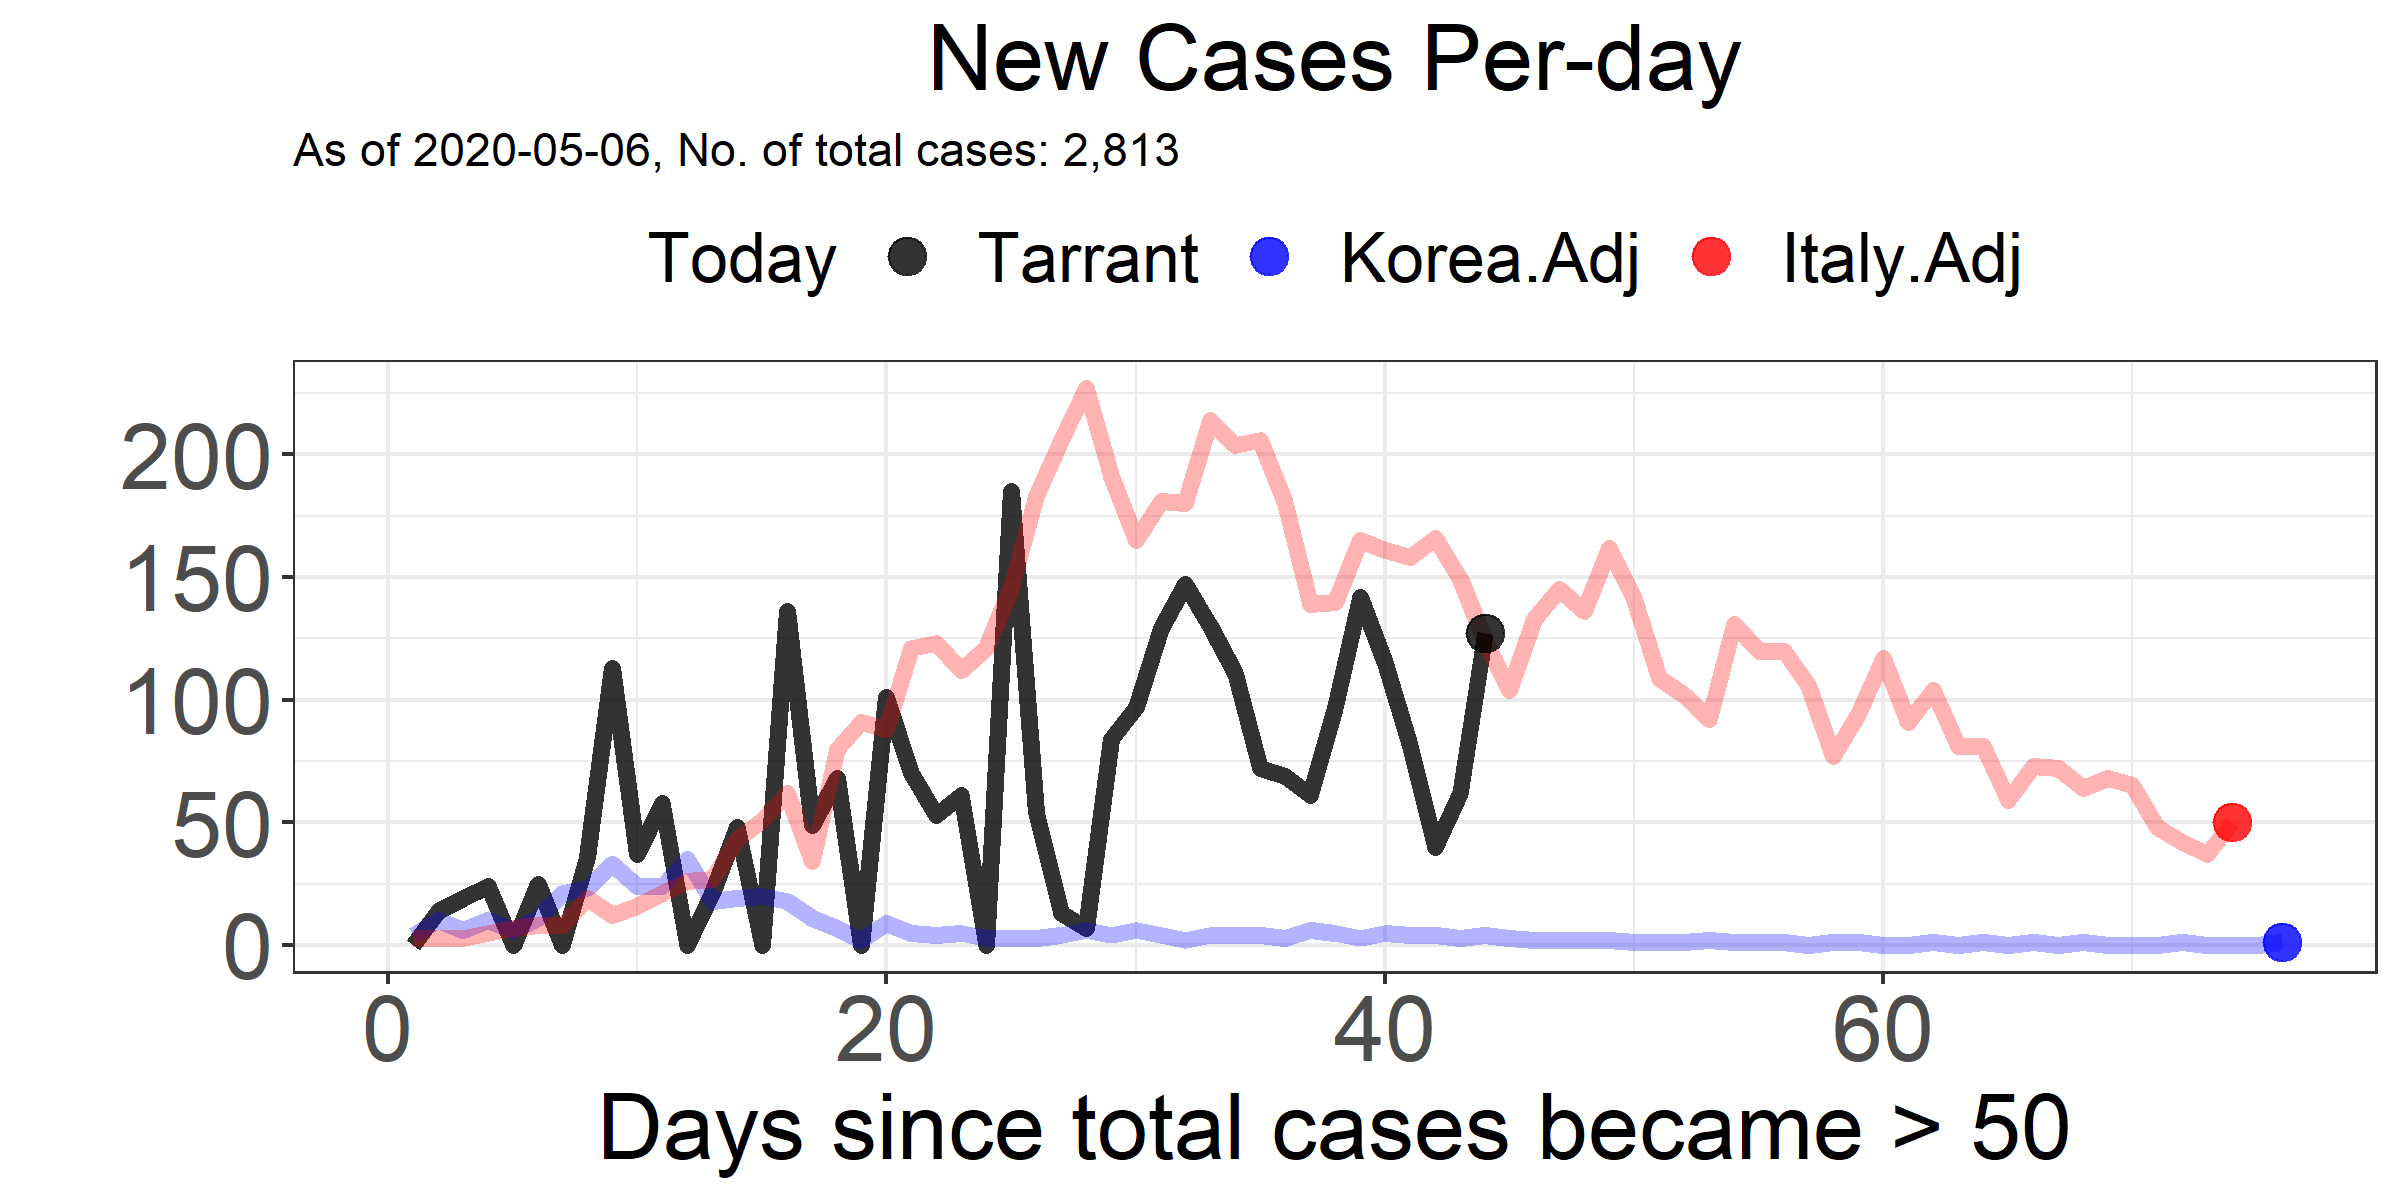 New Cases Per-day
As of 2020-05-06, No. of total cases: 2,813
Today Tarrant Korea.Adj Italy.Adj
200
150
100
50
0
0 20 40 60
Days since total cases became > 50